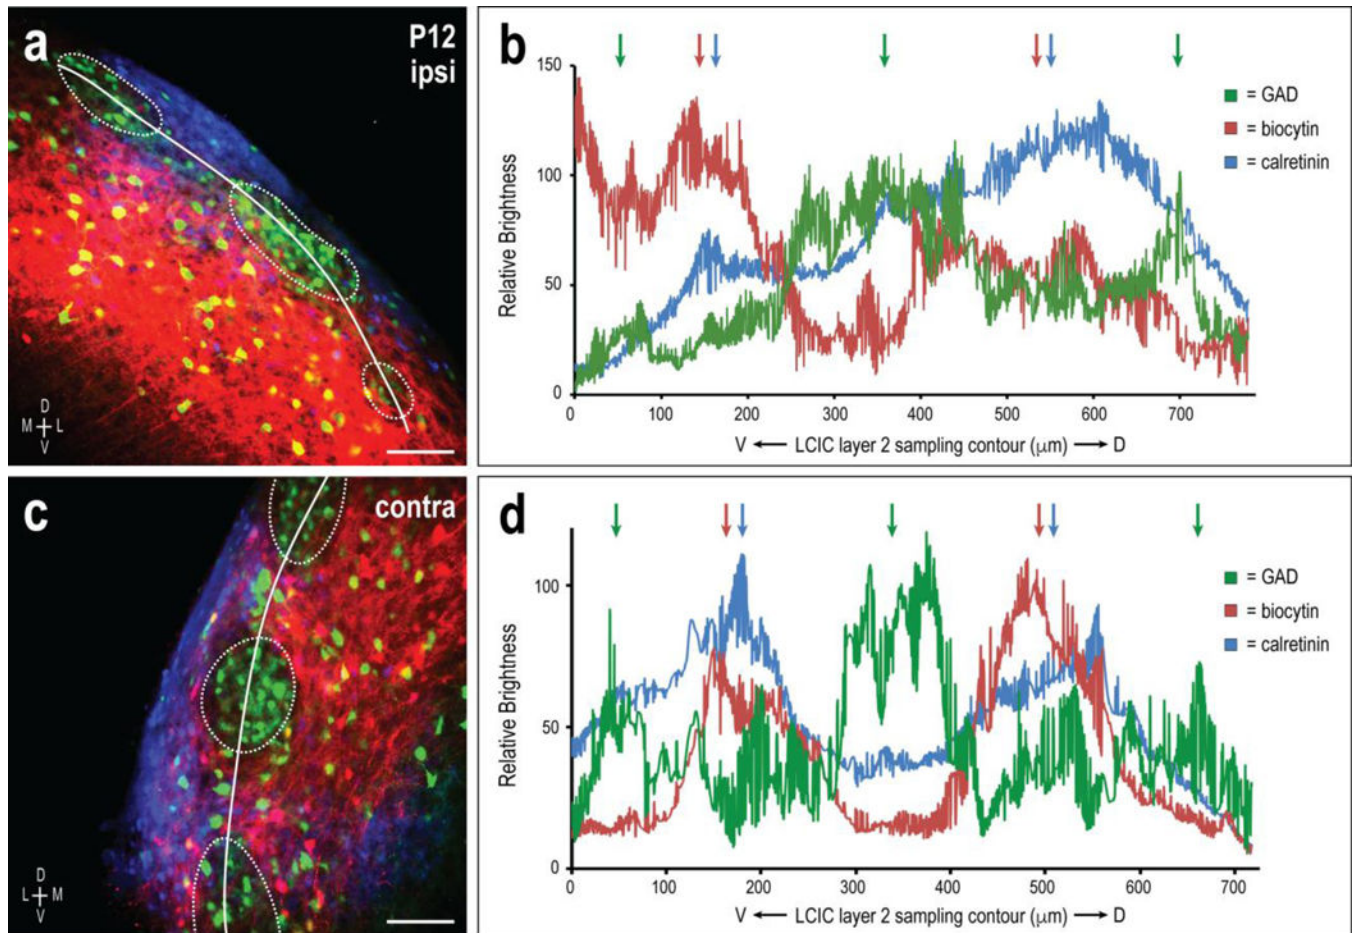 a
P12
ipsi
D
M L
V
b
150
100
50
0
Relative Brightness
= GAD
= biocytin
= calretinin
0 100 200 300 400 500 600 700
V LCIC layer 2 sampling contour (μm) D
c
contra
D
L M
V
d
100
50
0
Relative Brightness
= GAD
= biocytin
= calretinin
0 100 200 300 400 500 600 700
V LCIC layer 2 sampling contour (μm) D